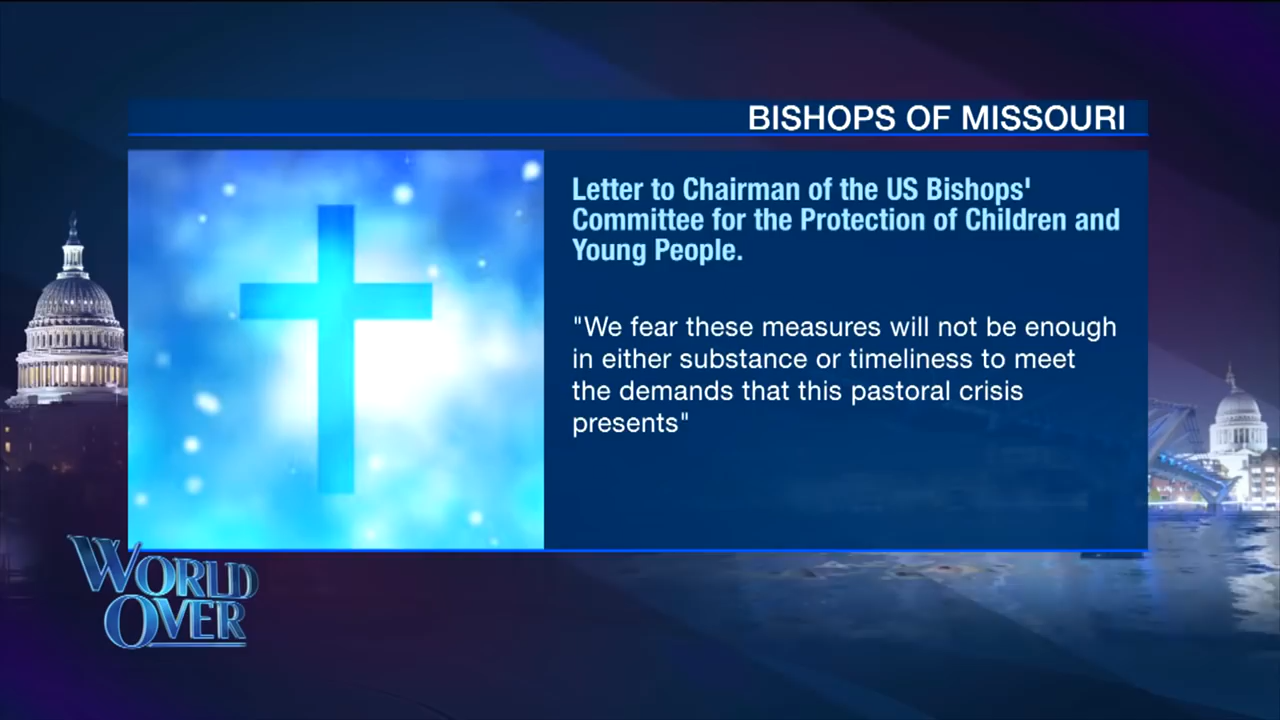 BISHOPS OF MISSOURI
Letter to Chairman of the US Bishops'
Committee for the Protection of Children and
Young People.
"We fear these measures will not be enough
in either substance or timeliness to meet
the demands that this pastoral crisis
presents"
WORLD
OVER